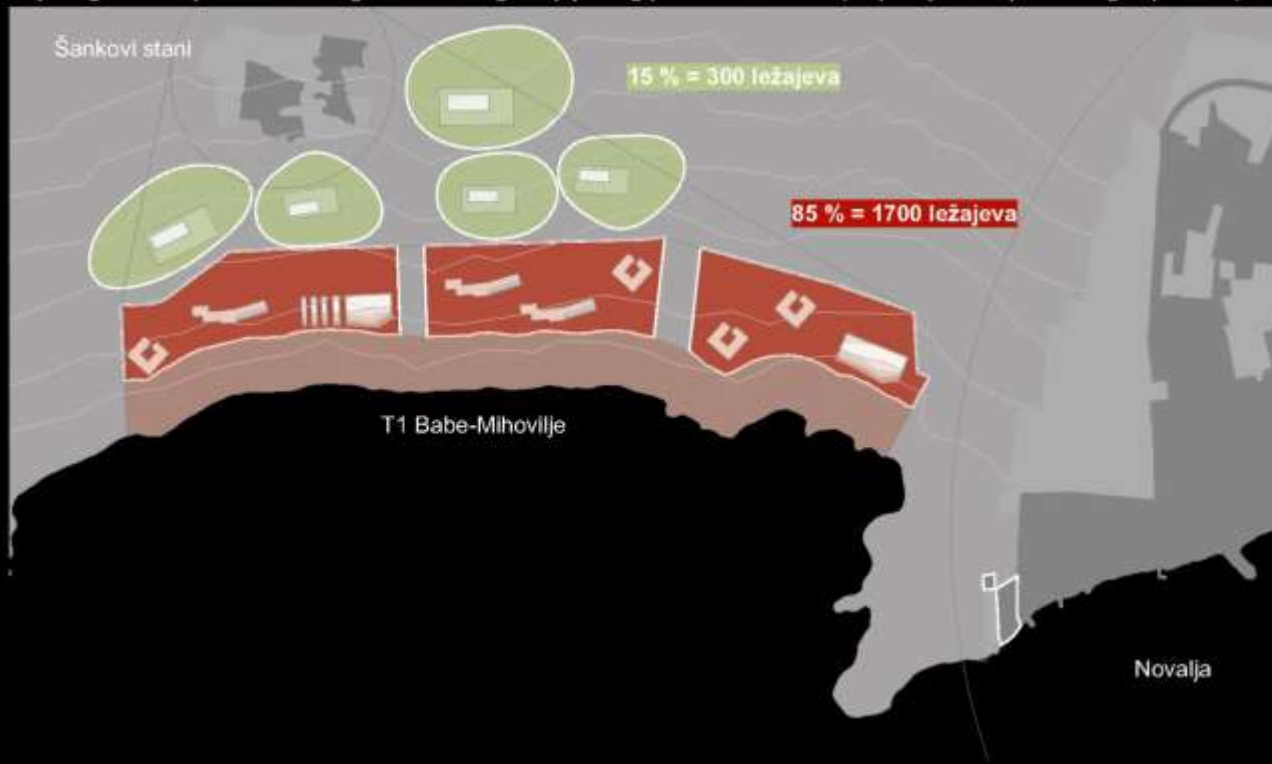 Šankovi stani
15 % = 300 ležajeva
85 % = 1700 ležajeva
T1 Babe-Mihovilje
Novalja